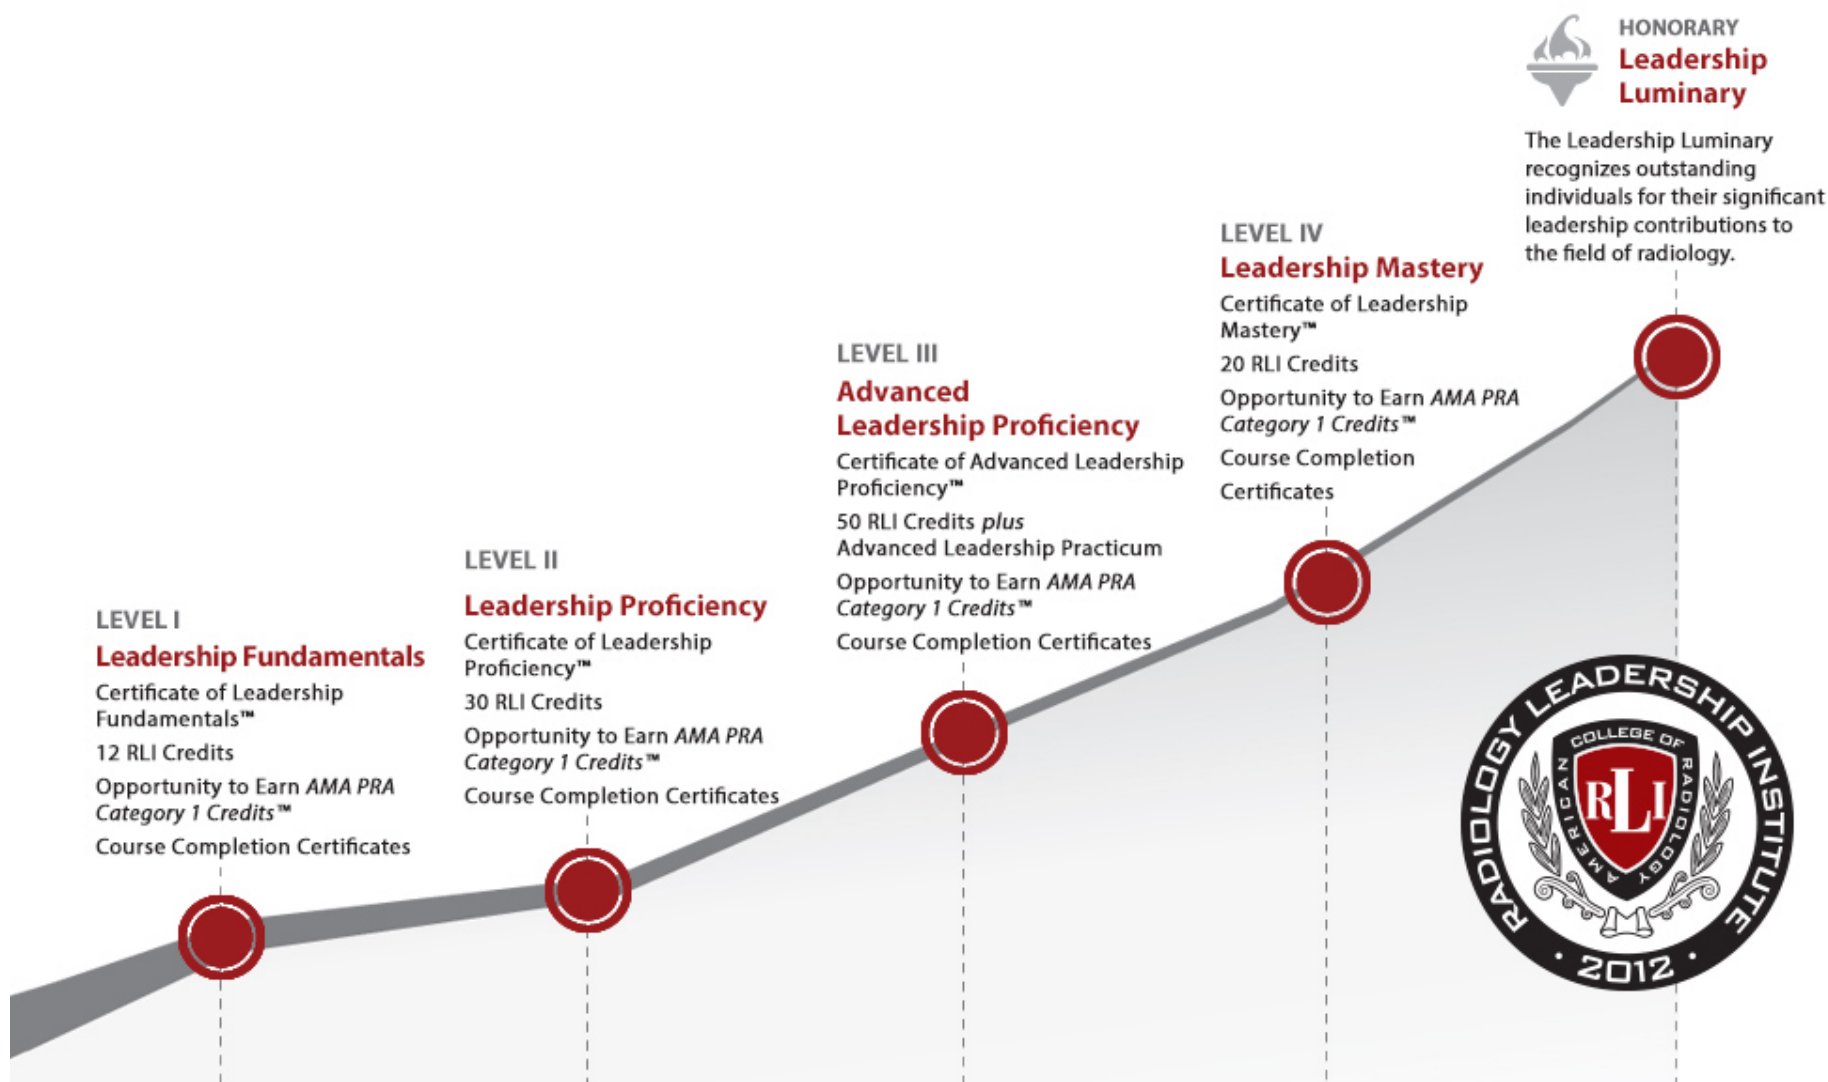 HONORARY
Leadership
Luminary
The Leadership Luminary
recognizes outstanding
individuals for their significant
leadership contributions to
the field of radiology.
LEVEL IV
Leadership Mastery
Certificate of Leadership
Mastery™
20 RLI Credits
Opportunity to Earn AMA PRA
Category 1 Credits™
Course Completion
Certificates
LEVEL III
Advanced
Leadership Proficiency
Certificate of Advanced Leadership
Proficiency™
50 RLI Credits plus
Advanced Leadership Practicum
Opportunity to Earn AMA PRA
Category 1 Credits™
Course Completion Certificates
LEVEL II
Leadership Proficiency
Certificate of Leadership
Proficiency™
30 RLI Credits
Opportunity to Earn AMA PRA
Category 1 Credits™
Course Completion Certificates
LEVEL I
Leadership Fundamentals
Certificate of Leadership
Fundamentals™
12 RLI Credits
Opportunity to Earn AMA PRA
Category 1 Credits™
Course Completion Certificates
RADIOLOGY LEADERSHIP INSTITUTE
AMERICAN COLLEGE OF RADIOLOGY
RLI
· 2012 ·